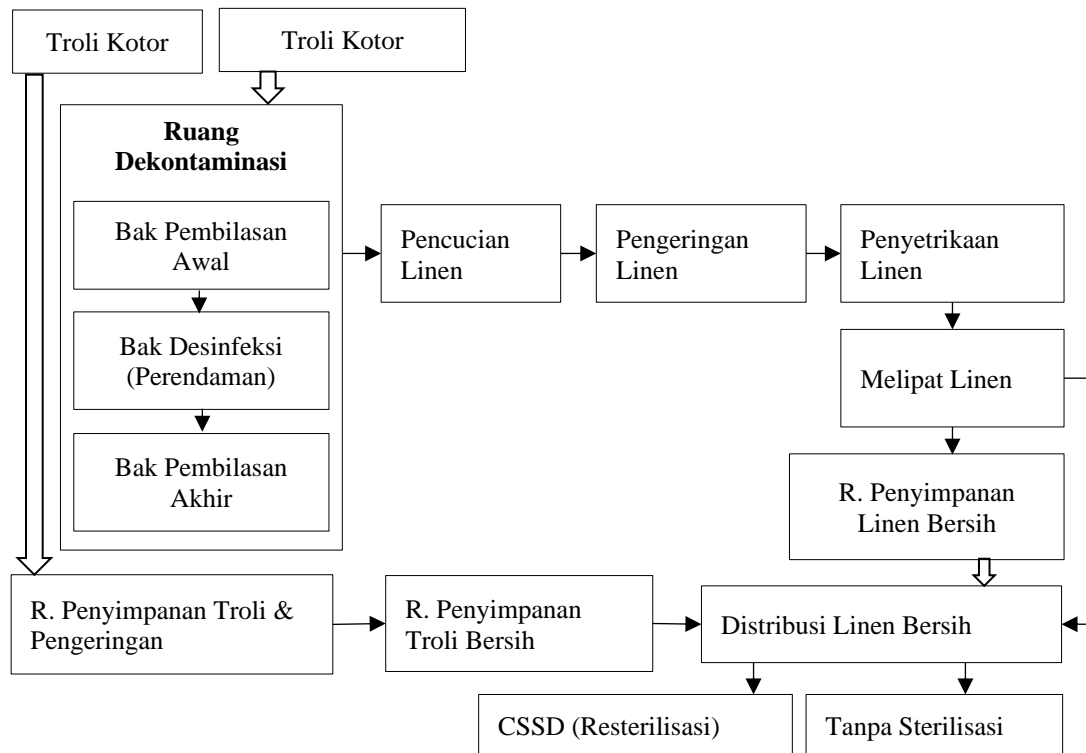 Troli Kotor
Troli Kotor
Ruang
Dekontaminasi
Bak Pembilasan
Awal
Bak Desinfeksi
(Perendaman)
Bak Pembilasan
Akhir
Pencucian
Linen
Pengeringan
Linen
Penyetrikaan
Linen
Melipat Linen
R. Penyimpanan
Linen Bersih
R. Penyimpanan Troli &
Pengeringan
R. Penyimpanan
Troli Bersih
Distribusi Linen Bersih
CSSD (Resterilisasi)
Tanpa Sterilisasi